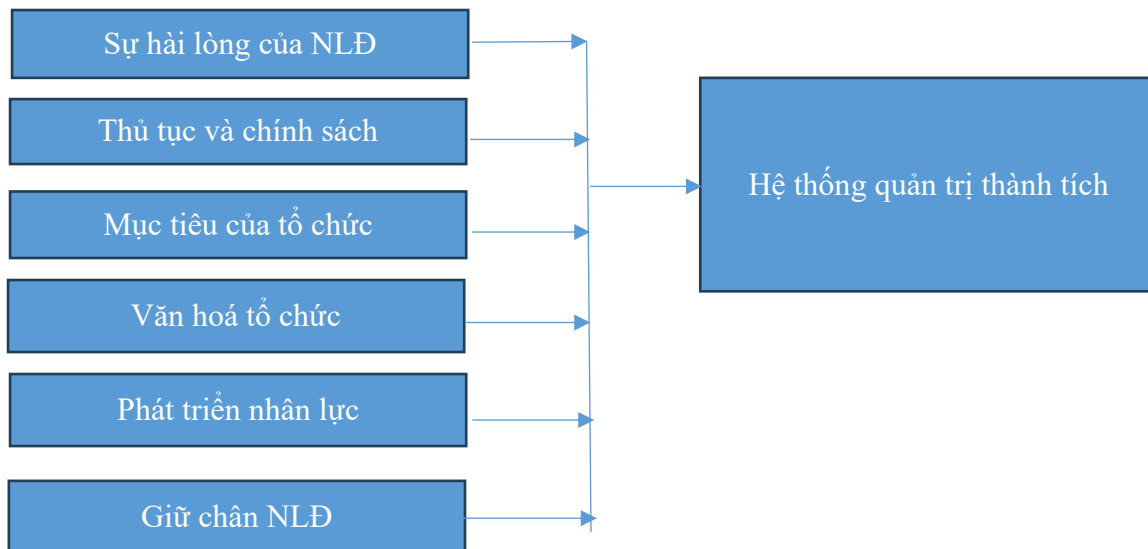 Sự hài lòng của NLĐ
Thủ tục và chính sách
Mục tiêu của tổ chức
Văn hoá tổ chức
Phát triển nhân lực
Giữ chân NLĐ
Hệ thống quản trị thành tích